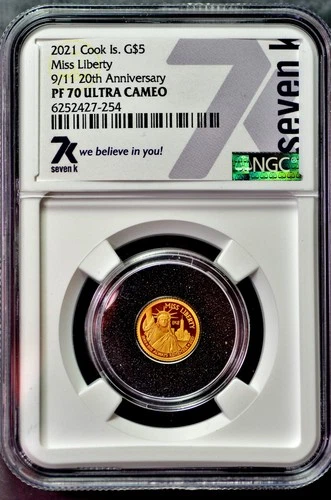 2021 Cook Is. G$5
Miss Liberty
9/11 20th Anniversary
PF 70 ULTRA CAMEO
6252427-254
7K we believe in you!
seven k
seven k
NGC
MISS LIBERTY